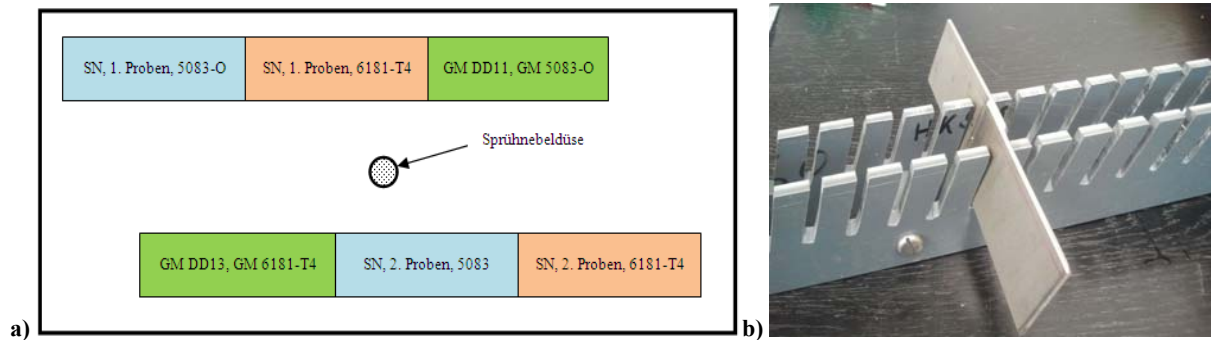 SN, 1. Proben, 5083-O
SN, 1. Proben, 6181-T4
GM DD11, GM 5083-O
Sprühnebeldüse
GM DD13, GM 6181-T4
SN, 2. Proben, 5083
SN, 2. Proben, 6181-T4
a)
b)